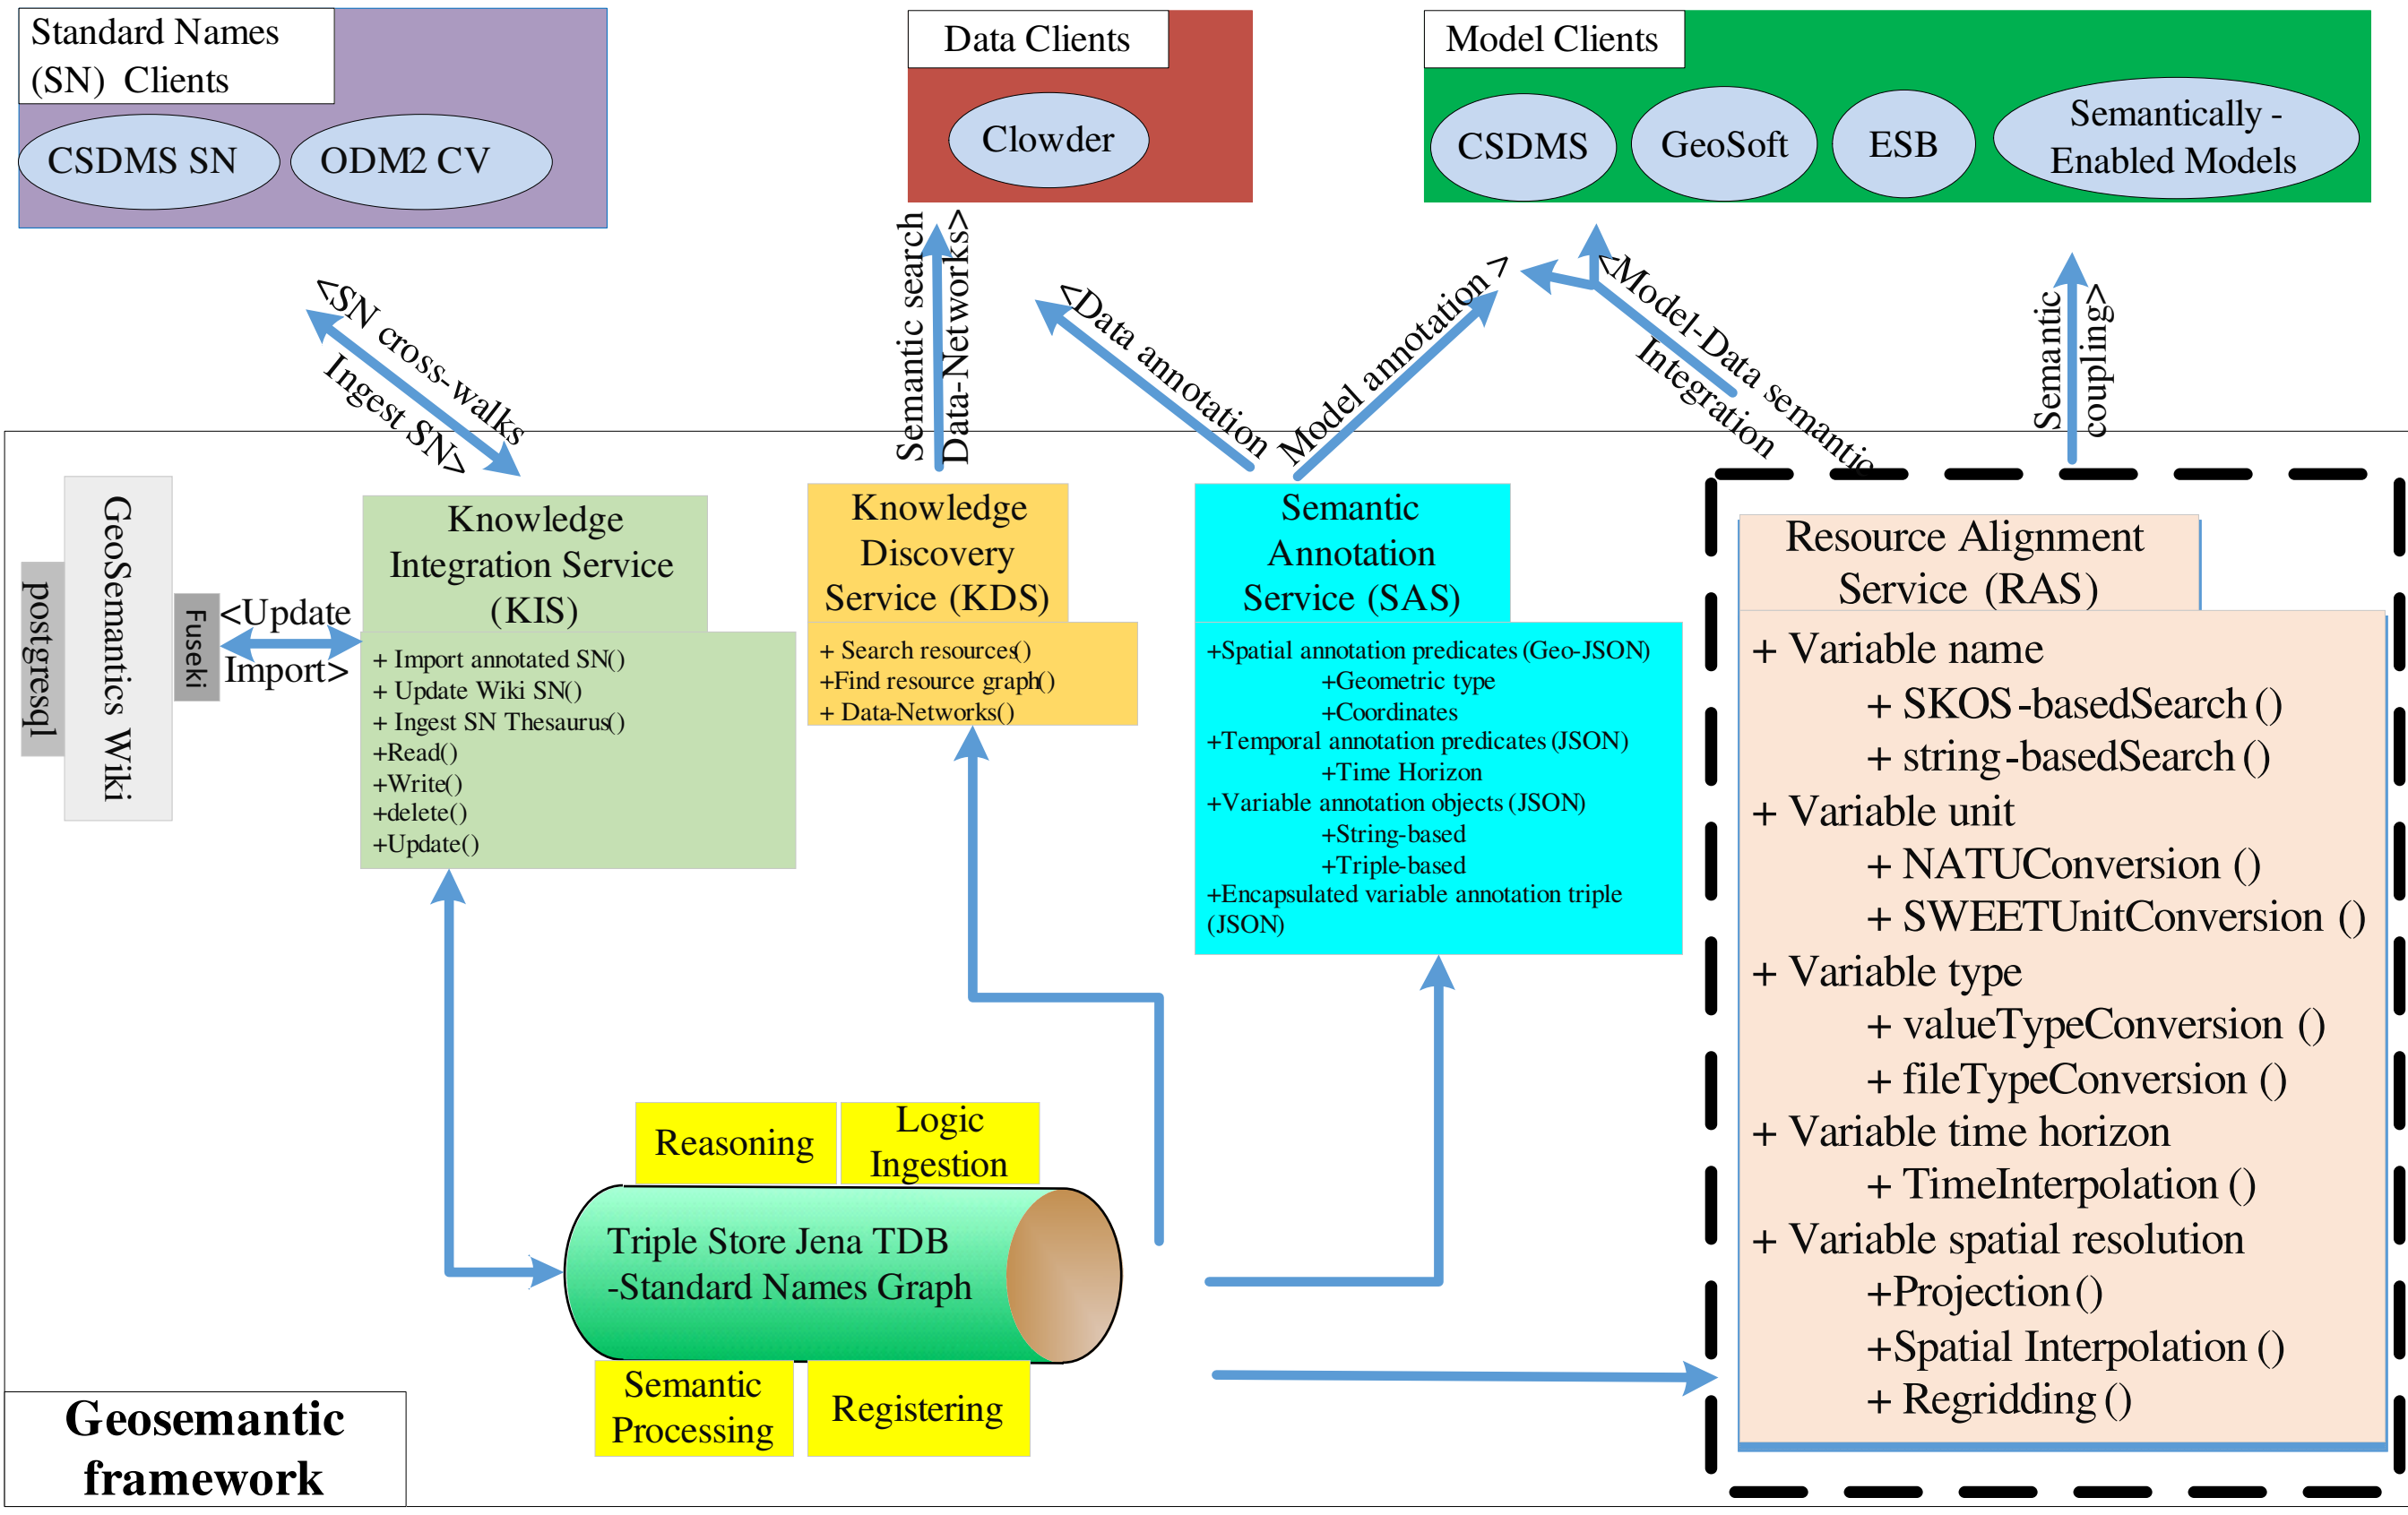 Standard Names
(SN) Clients
CSDMS SN
ODM2 CV
Data Clients
Clowder
Model Clients
CSDMS
GeoSoft
ESB
Semantically -
Enabled Models
<SN cross-walks
Ingest SN>
Semantic search
Data-Networks>
<Data annotation
Model annotation >
<Model-Data semantic
Integration
Semantic
coupling>
postgresql
GeoSemantics Wiki
Fuseki
<Update
Import>
Knowledge
Integration Service
(KIS)
+ Import annotated SN()
+ Update Wiki SN()
+ Ingest SN Thesaurus()
+Read()
+Write()
+delete()
+Update()
Knowledge
Discovery
Service (KDS)
+ Search resources()
+Find resource graph()
+ Data-Networks()
Semantic
Annotation
Service (SAS)
+Spatial annotation predicates (Geo-JSON)
+Geometric type
+Coordinates
+Temporal annotation predicates (JSON)
+Time Horizon
+Variable annotation objects (JSON)
+String-based
+Triple-based
+Encapsulated variable annotation triple
(JSON)
Resource Alignment
Service (RAS)
+ Variable name
+ SKOS -basedSearch ()
+ string-basedSearch ()
+ Variable unit
+ NATUConversion ()
+ SWEETUnitConversion ()
+ Variable type
+ valueTypeConversion ()
+ fileTypeConversion ()
+ Variable time horizon
+ TimeInterpolation ()
+ Variable spatial resolution
+Projection ()
+Spatial Interpolation ()
+ Regridding ()
Reasoning
Logic
Ingestion
Triple Store Jena TDB
-Standard Names Graph
Semantic
Processing
Registering
Geosemantic
framework